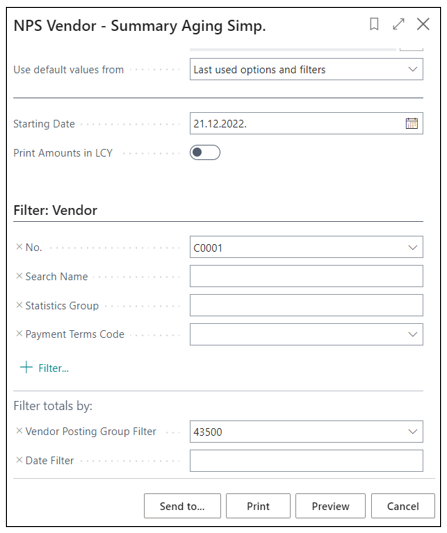 NPS Vendor - Summary Aging Simp.
Use default values from
Last used options and filters
Starting Date
21.12.2022.
Print Amounts in LCY
Filter: Vendor
× No.
C0001
× Search Name
× Statistics Group
× Payment Terms Code
+ Filter...
Filter totals by:
× Vendor Posting Group Filter
43500
× Date Filter
Send to...
Print
Preview
Cancel